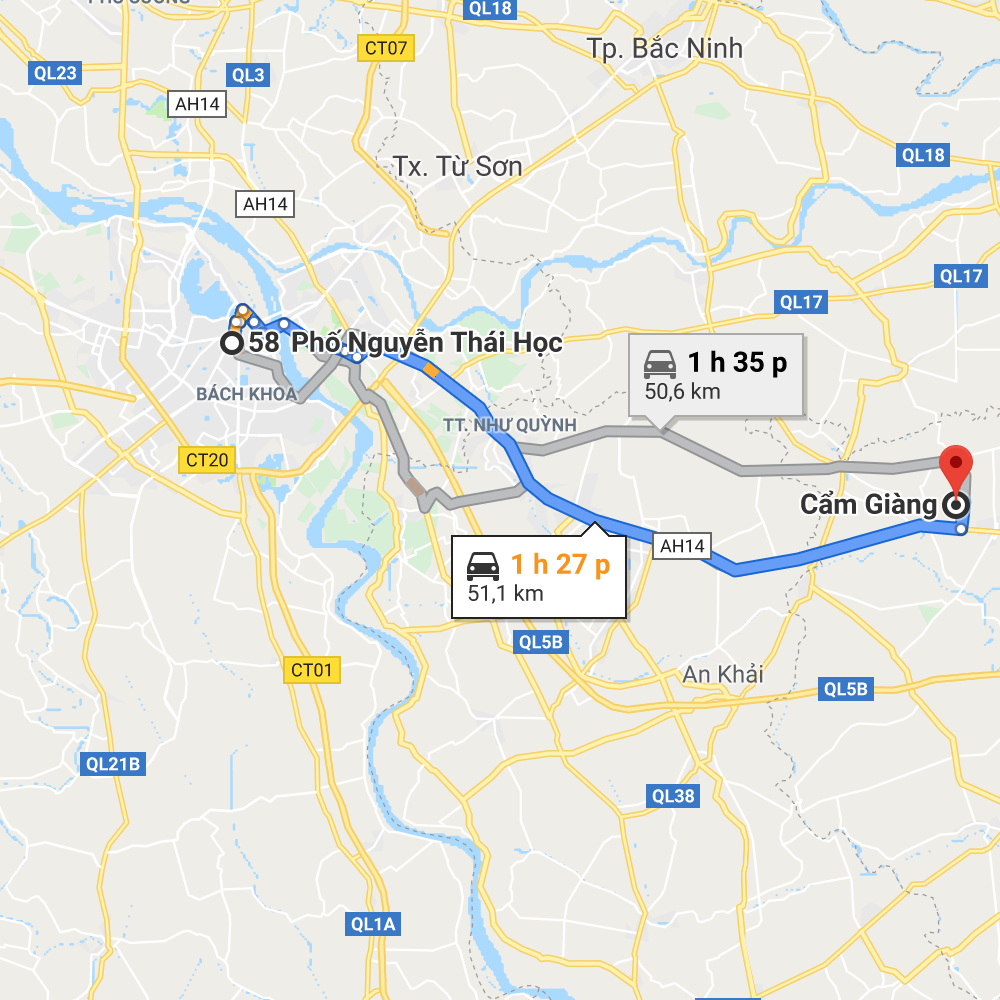 QL18
CT07
Tp. Bắc Ninh
QL23
QL3
AH14
QL18
Tx. Từ Sơn
AH14
QL17
QL17
58 Phố Nguyễn Thái Học
1 h 35 p
50,6 km
BÁCH KHOA
TT. NHƯ QUỲNH
CT20
Cẩm Giàng
AH14
1 h 27 p
51,1 km
QL5B
CT01
An Khải
QL5B
QL21B
QL38
QL1A